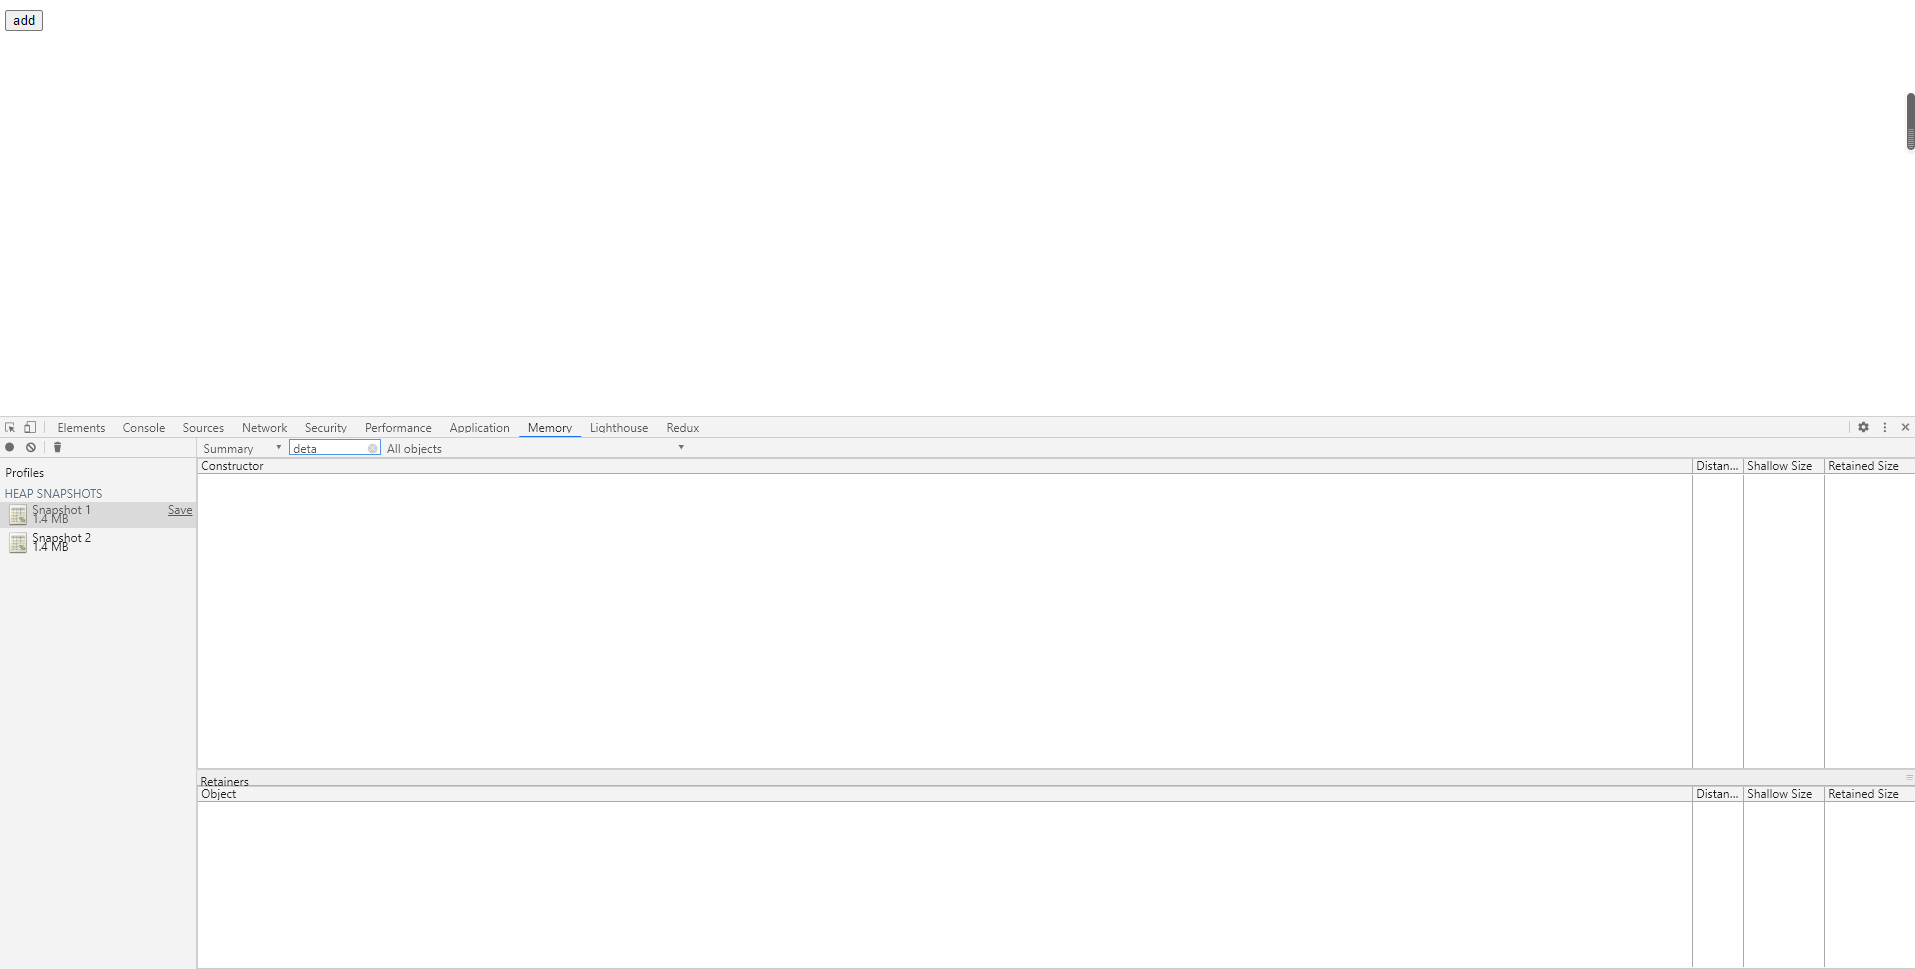 add
Elements Console Sources Network Security Performance Application Memory Lighthouse Redux
Summary deta All objects
Profiles
Constructor Distan... Shallow Size Retained Size
HEAP SNAPSHOTS
Snapshot 1 Save
1.4 MB
Snapshot 2
1.4 MB
Retainers
Object Distan... Shallow Size Retained Size